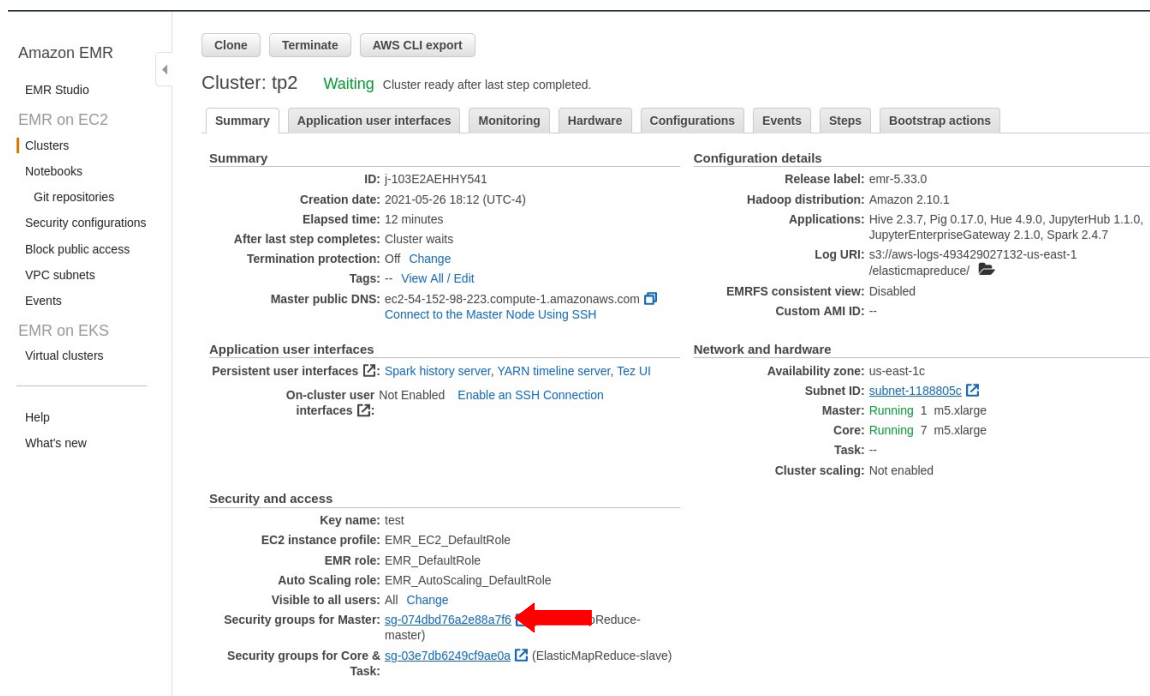 Amazon EMR
EMR Studio
EMR on EC2
Clusters
Notebooks
Git repositories
Security configurations
Block public access
VPC subnets
Events
EMR on EKS
Virtual clusters
Help
What's new
Clone Terminate AWS CLI export
Cluster: tp2 Waiting Cluster ready after last step completed.
Summary Application user interfaces Monitoring Hardware Configurations Events Steps Bootstrap actions
Summary
ID: j-103E2AEHHY541
Creation date: 2021-05-26 18:12 (UTC-4)
Elapsed time: 12 minutes
After last step completes: Cluster waits
Termination protection: Off Change
Tags: -- View All / Edit
Master public DNS: ec2-54-152-98-223.compute-1.amazonaws.com
Connect to the Master Node Using SSH
Configuration details
Release label: emr-5.33.0
Hadoop distribution: Amazon 2.10.1
Applications: Hive 2.3.7, Pig 0.17.0, Hue 4.9.0, JupyterHub 1.1.0,
JupyterEnterpriseGateway 2.1.0, Spark 2.4.7
Log URI: s3://aws-logs-493429027132-us-east-1
/elasticmapreduce/
EMRFS consistent view: Disabled
Custom AMI ID: --
Application user interfaces
Persistent user interfaces : Spark history server, YARN timeline server, Tez UI
On-cluster user Not Enabled Enable an SSH Connection
interfaces :
Network and hardware
Availability zone: us-east-1c
Subnet ID: subnet-1188805c
Master: Running 1 m5.xlarge
Core: Running 7 m5.xlarge
Task: --
Cluster scaling: Not enabled
Security and access
Key name: test
EC2 instance profile: EMR_EC2_DefaultRole
EMR role: EMR_DefaultRole
Auto Scaling role: EMR_AutoScaling_DefaultRole
Visible to all users: All Change
Security groups for Master: sg-074dbd76a2e88a7f6 pReduce-
master)
Security groups for Core & sg-03e7db6249cf9ae0a (ElasticMapReduce-slave)
Task: